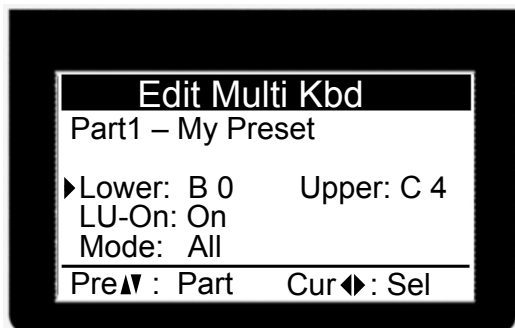 Edit Multi Kbd
Part1 – My Preset
Lower: B 0 Upper: C 4
LU-On: On
Mode: All
Pre : Part Cur : Sel